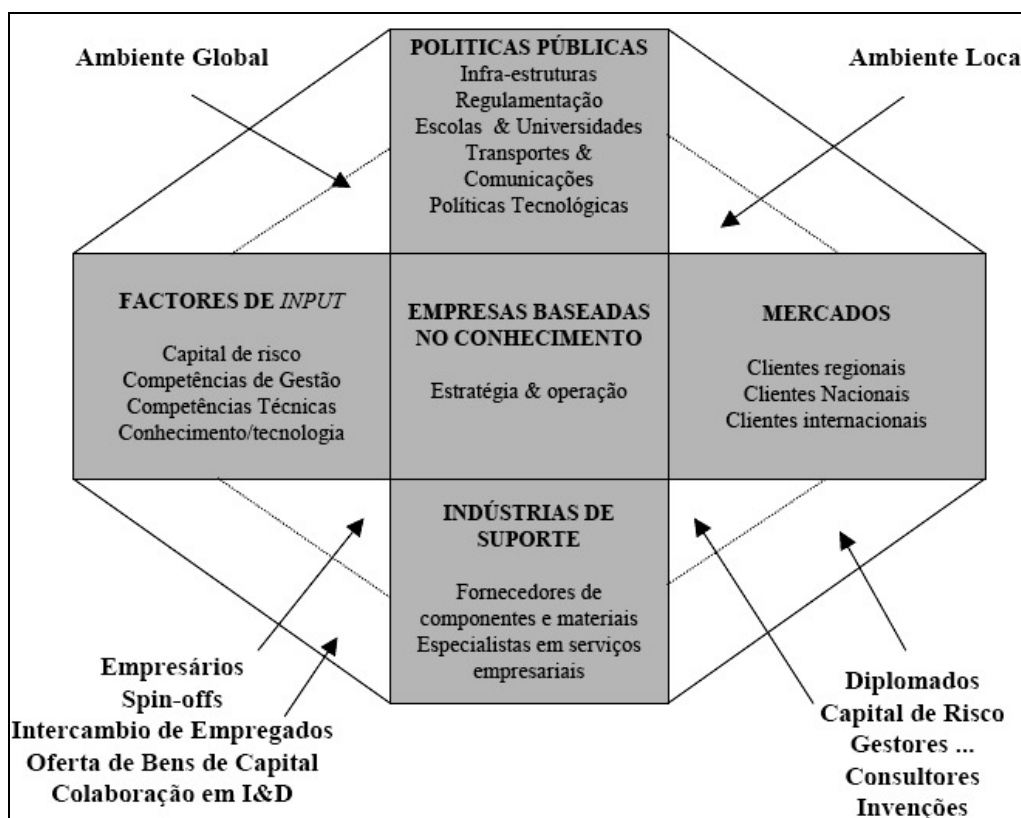 Ambiente Global
POLITICAS PÚBLICAS
Infra-estruturas
Regulamentação
Escolas & Universidades
Transportes &
Comunicações
Políticas Tecnológicas
Ambiente Loca
FACTORES DE INPUT
Capital de risco
Competências de Gestão
Competências Técnicas
Conhecimento/tecnologia
EMPRESAS BASEADAS
NO CONHECIMENTO
Estratégia & operação
MERCADOS
Clientes regionais
Clientes Nacionais
Clientes internacionais
INDÚSTRIAS DE
SUPORTE
Fornecedores de
componentes e materiais
Especialistas em serviços
empresariais
Empresários
Spin-offs
Intercambio de Empregados
Oferta de Bens de Capital
Colaboração em I&D
Diplomados
Capital de Risco
Gestores ...
Consultores
Invenções